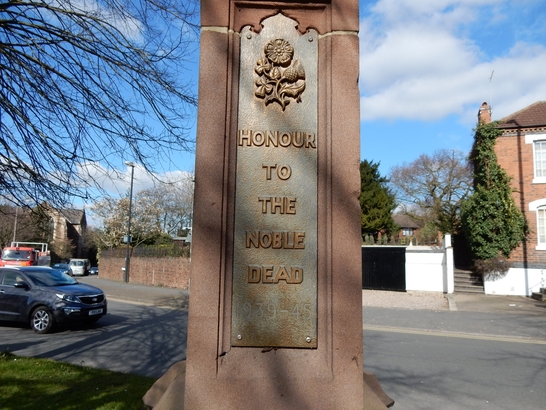 HONOUR
TO
THE
NOBLE
DEAD
1939-45